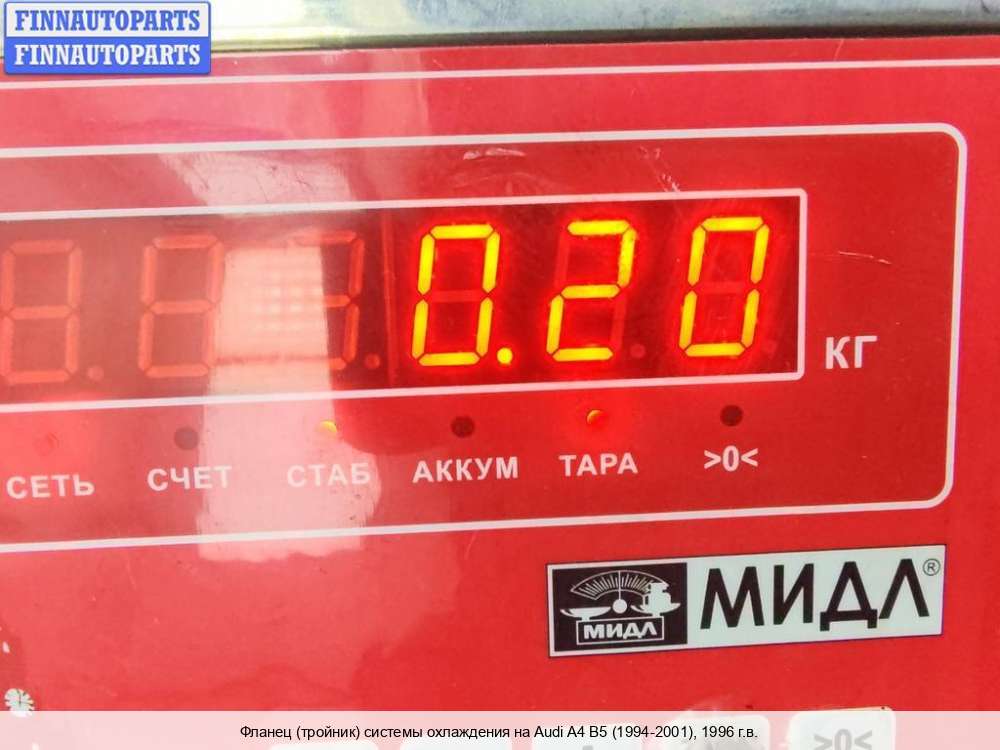 FINNAUTOPARTS
FINNAUTOPARTS
0.20
КГ
СЕТЬ СЧЕТ СТАБ АККУМ ТАРА >0<
МИДЛ МИДЛ®
>0<
Фланец (тройник) системы охлаждения на Audi A4 B5 (1994-2001), 1996 г.в.